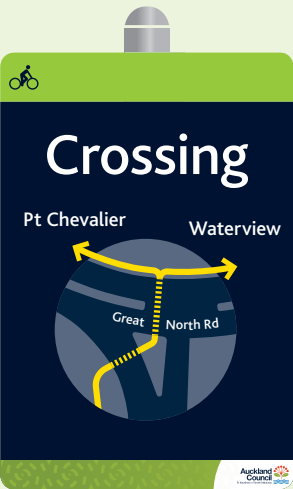 Crossing
Pt Chevalier
Waterview
Great North Rd
Auckland
Council